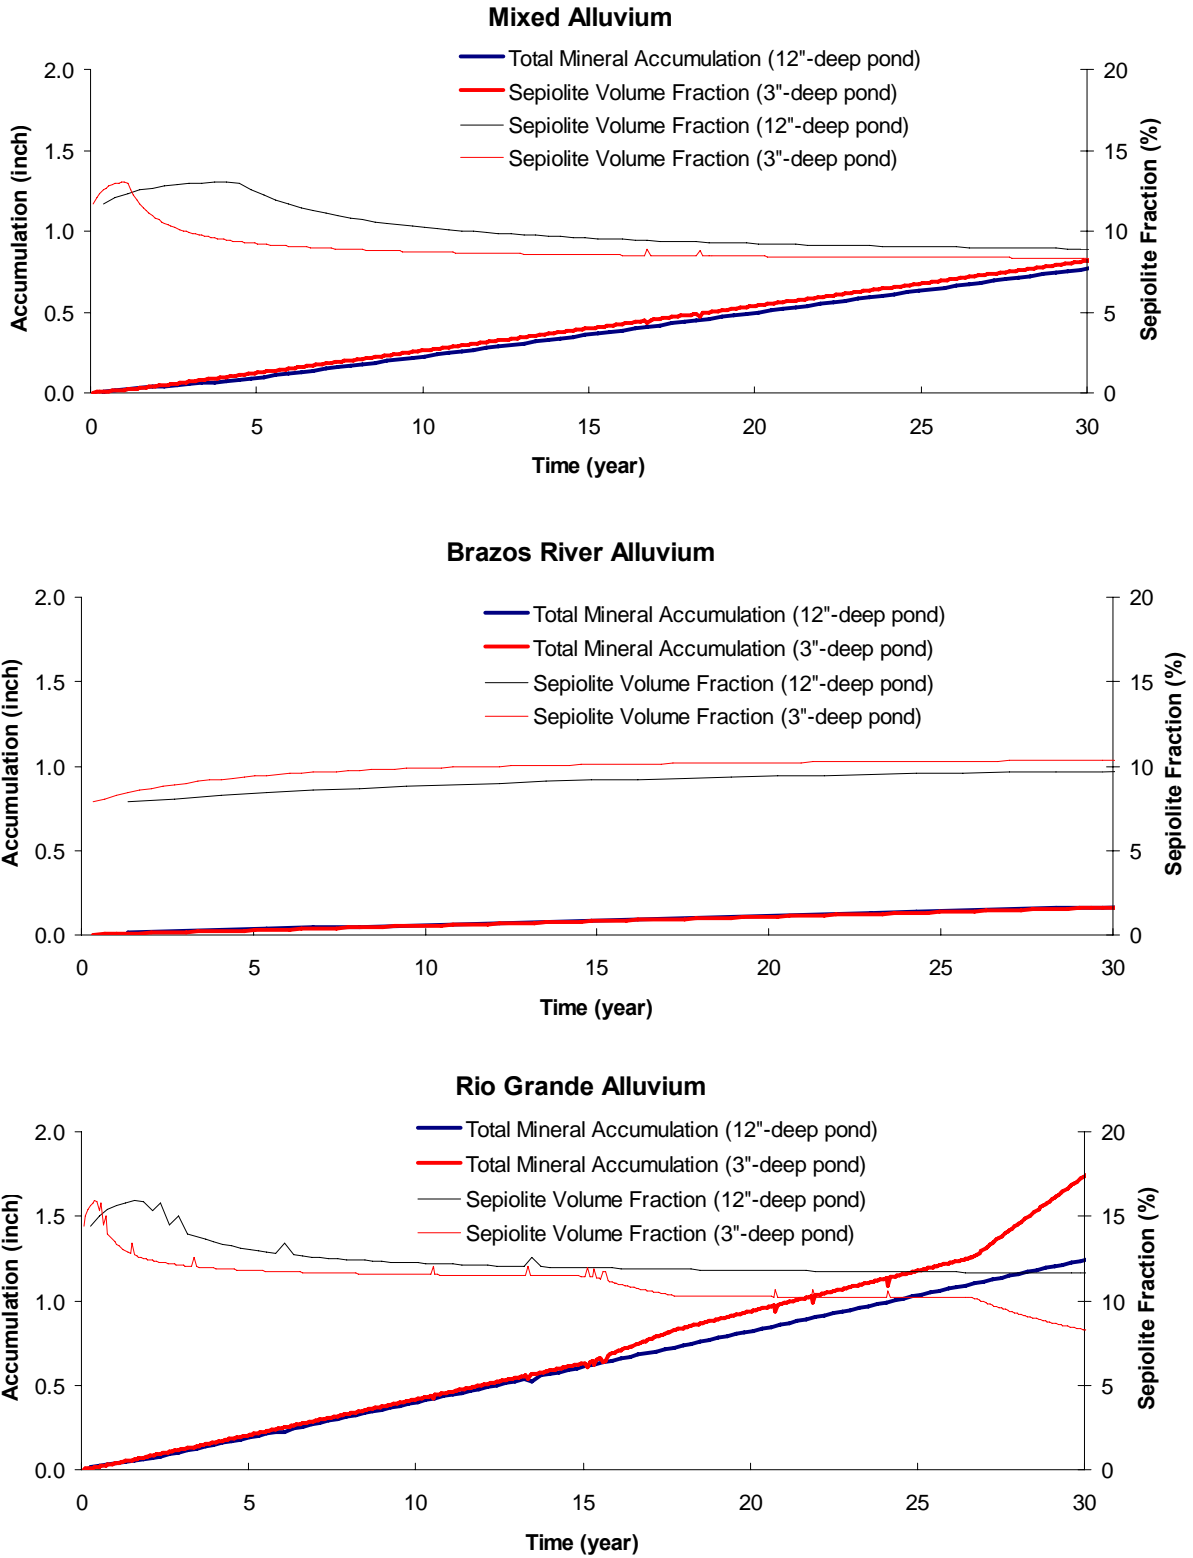 Mixed Alluvium
Total Mineral Accumulation (12"-deep pond)
Sepiolite Volume Fraction (3"-deep pond)
Sepiolite Volume Fraction (12"-deep pond)
Sepiolite Volume Fraction (3"-deep pond)
2.0
1.5
1.0
0.5
0.0
Accumulation (inch)
20
15
10
5
0
Sepiolite Fraction (%)
0 5 10 15 20 25 30
Time (year)
Brazos River Alluvium
Total Mineral Accumulation (12"-deep pond)
Total Mineral Accumulation (3"-deep pond)
Sepiolite Volume Fraction (12"-deep pond)
Sepiolite Volume Fraction (3"-deep pond)
2.0
1.5
1.0
0.5
0.0
Accumulation (inch)
20
15
10
5
0
Sepiolite Fraction (%)
0 5 10 15 20 25 30
Time (year)
Rio Grande Alluvium
Total Mineral Accumulation (12"-deep pond)
Total Mineral Accumulation (3"-deep pond)
Sepiolite Volume Fraction (12"-deep pond)
Sepiolite Volume Fraction (3"-deep pond)
2.0
1.5
1.0
0.5
0.0
Accumulation (inch)
20
15
10
5
0
Sepiolite Fraction (%)
0 5 10 15 20 25 30
Time (year)